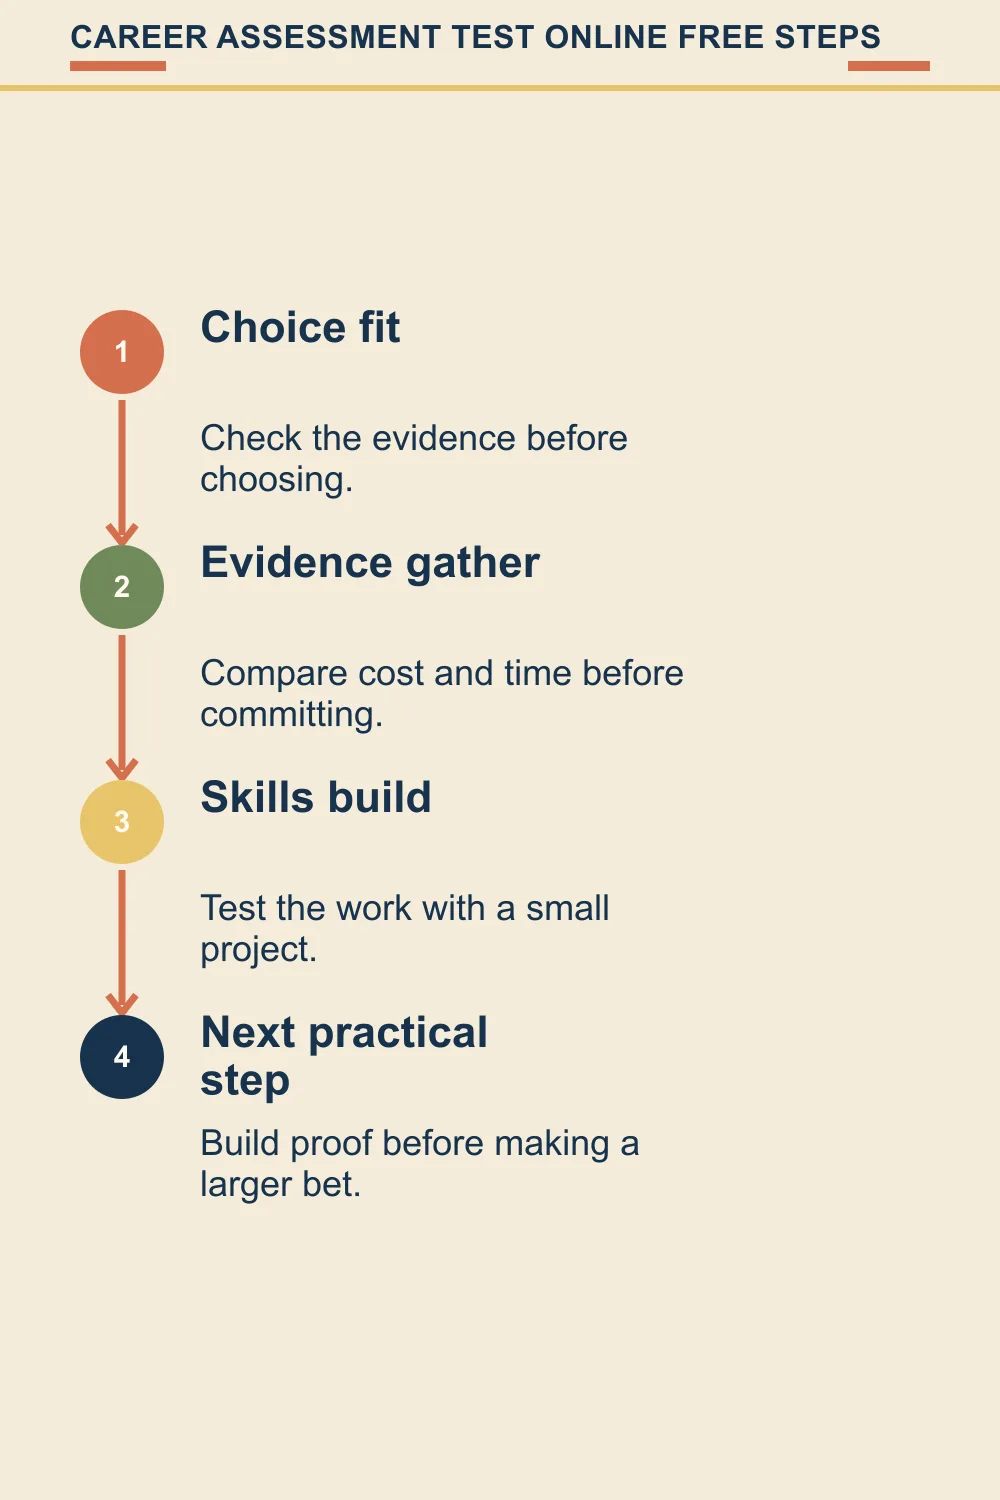 CAREER ASSESSMENT TEST ONLINE FREE STEPS
1
Choice fit
Check the evidence before
choosing.
2
Evidence gather
Compare cost and time before
committing.
3
Skills build
Test the work with a small
project.
4
Next practical
step
Build proof before making a
larger bet.